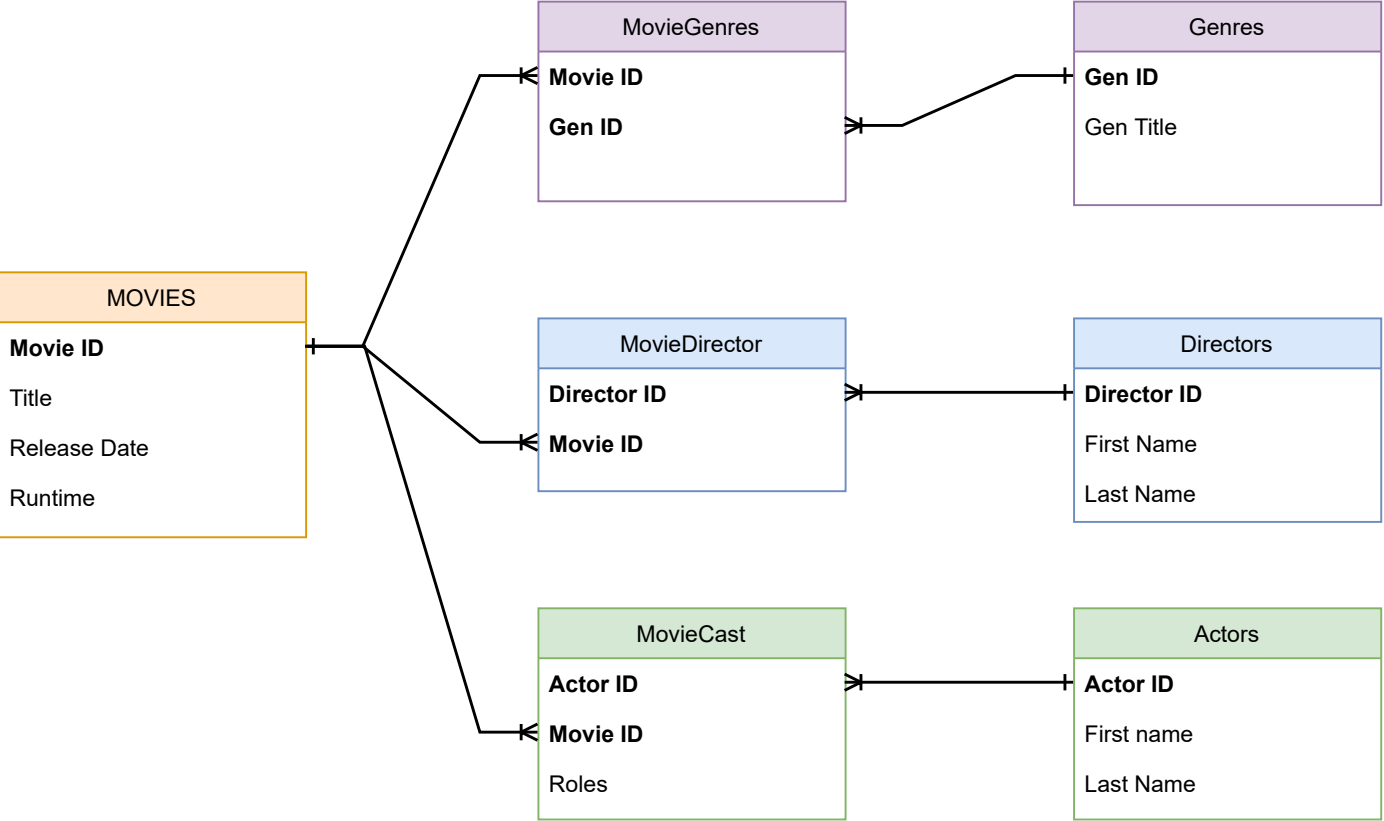 MovieGenres
Movie ID
Gen ID
Genres
Gen ID
Gen Title
MOVIES
Movie ID
Title
Release Date
Runtime
MovieDirector
Director ID
Movie ID
Directors
Director ID
First Name
Last Name
MovieCast
Actor ID
Movie ID
Roles
Actors
Actor ID
First name
Last Name